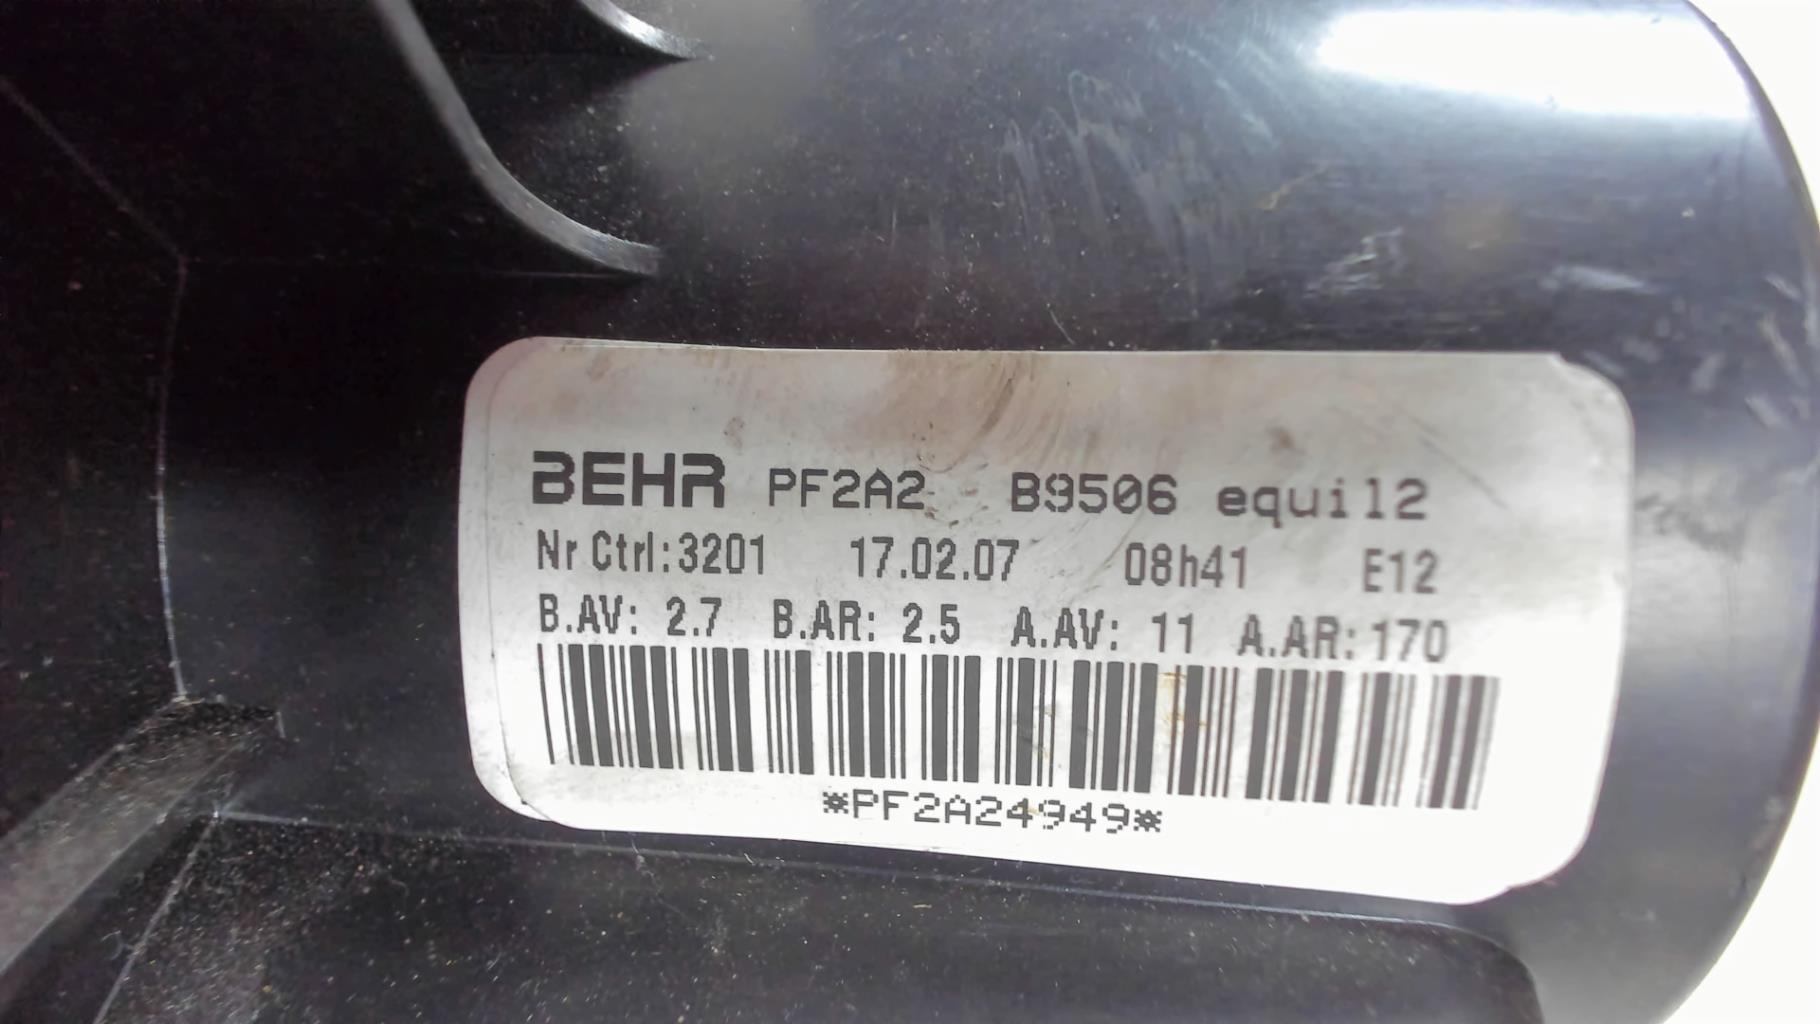 BEHR PF2A2 B9506 equil2
Nr Ctrl:3201 17.02.07 08h41 E12
B.AV: 2.7 B.AR: 2.5 A.AV: 11 A.AR:170
*PF2A24949*